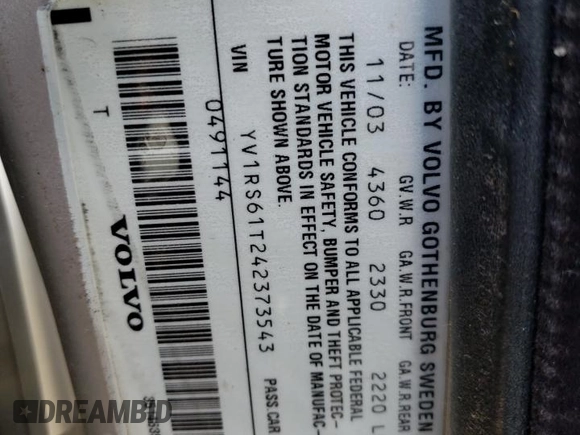 MFD. BY VOLVO GOTHENBURG SWEDEN
DATE: GV.W.R GA.W.R.FRONT GA.W.R.REAR
11/03 4360 2330 2220 L
THIS VEHICLE CONFORMS TO ALL APPLICABLE FEDERAL
MOTOR VEHICLE SAFETY, BUMPER AND THEFT PROTEC-
TION STANDARDS IN EFFECT ON THE DATE OF MANUFAC-
TURE SHOWN ABOVE.
VIN YV1RS61T242373543 PASS.CAR
0491144
T VOLVO
DREAMBID